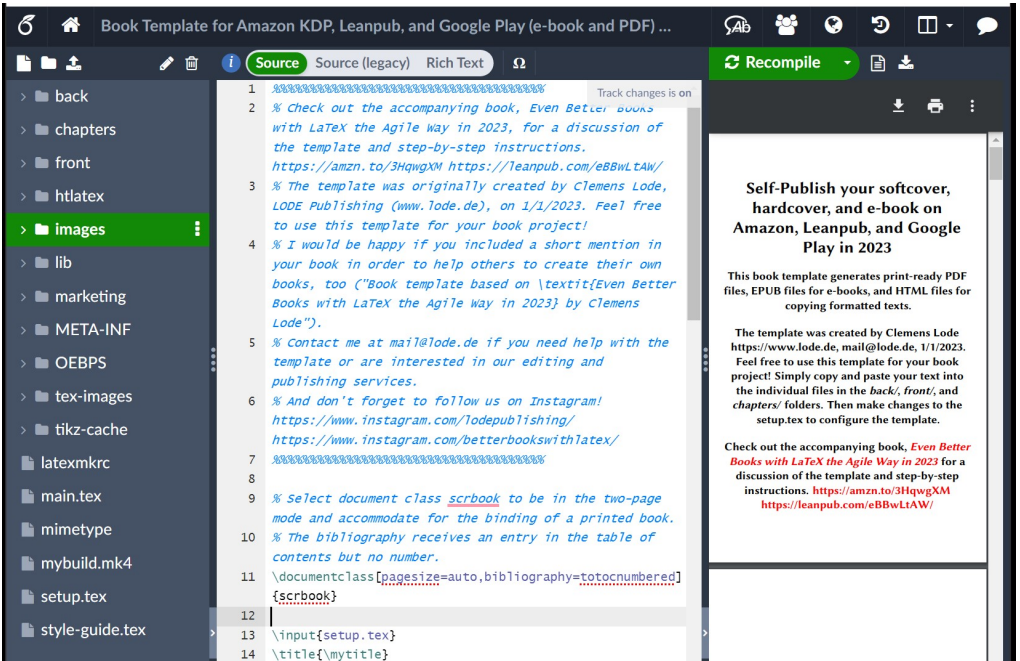 Book Template for Amazon KDP, Leanpub, and Google Play (e-book and PDF) ...
i Source Source (legacy) Rich Text Ω
Recompile
back
chapters
front
htlatex
images
lib
marketing
META-INF
OEBPS
tex-images
tikz-cache
latexmkrc
main.tex
mimetype
mybuild.mk4
setup.tex
style-guide.tex
Track changes is on
1 %%%%%%%%%%%%%%%%%%%%%%%%%%%%%%%%%%%%%
2 % Check out the accompanying book, Even Better Books
with LaTeX the Agile Way in 2023, for a discussion of
the template and step-by-step instructions.
https://amzn.to/3HqwgXM https://leanpub.com/eBBwLtAW/
3 % The template was originally created by Clemens Lode,
LODE Publishing (www.lode.de), on 1/1/2023. Feel free
to use this template for your book project!
4 % I would be happy if you included a short mention in
your book in order to help others to create their own
books, too ("Book template based on \textit{Even Better
Books with LaTeX the Agile Way in 2023} by Clemens
Lode").
5 % Contact me at mail@lode.de if you need help with the
template or are interested in our editing and
publishing services.
6 % And don't forget to follow us on Instagram!
https://www.instagram.com/lodepublishing/
https://www.instagram.com/betterbookswithlatex/
7 %%%%%%%%%%%%%%%%%%%%%%%%%%%%%%%%%%%%%
8
9 % Select document class scrbook to be in the two-page
mode and accommodate for the binding of a printed book.
10 % The bibliography receives an entry in the table of
contents but no number.
11 \documentclass[pagesize=auto,bibliography=totocnumbered]
{scrbook}
12
13 \input{setup.tex}
14 \title{\mytitle}
Self-Publish your softcover,
hardcover, and e-book on
Amazon, Leanpub, and Google
Play in 2023
This book template generates print-ready PDF
files, EPUB files for e-books, and HTML files for
copying formatted texts.
The template was created by Clemens Lode
https://www.lode.de, mail@lode.de, 1/1/2023.
Feel free to use this template for your book
project! Simply copy and paste your text into
the individual files in the back/, front/, and
chapters/ folders. Then make changes to the
setup.tex to configure the template.
Check out the accompanying book, Even Better
Books with LaTeX the Agile Way in 2023 for a
discussion of the template and step-by-step
instructions. https://amzn.to/3HqwgXM
https://leanpub.com/eBBwLtAW/